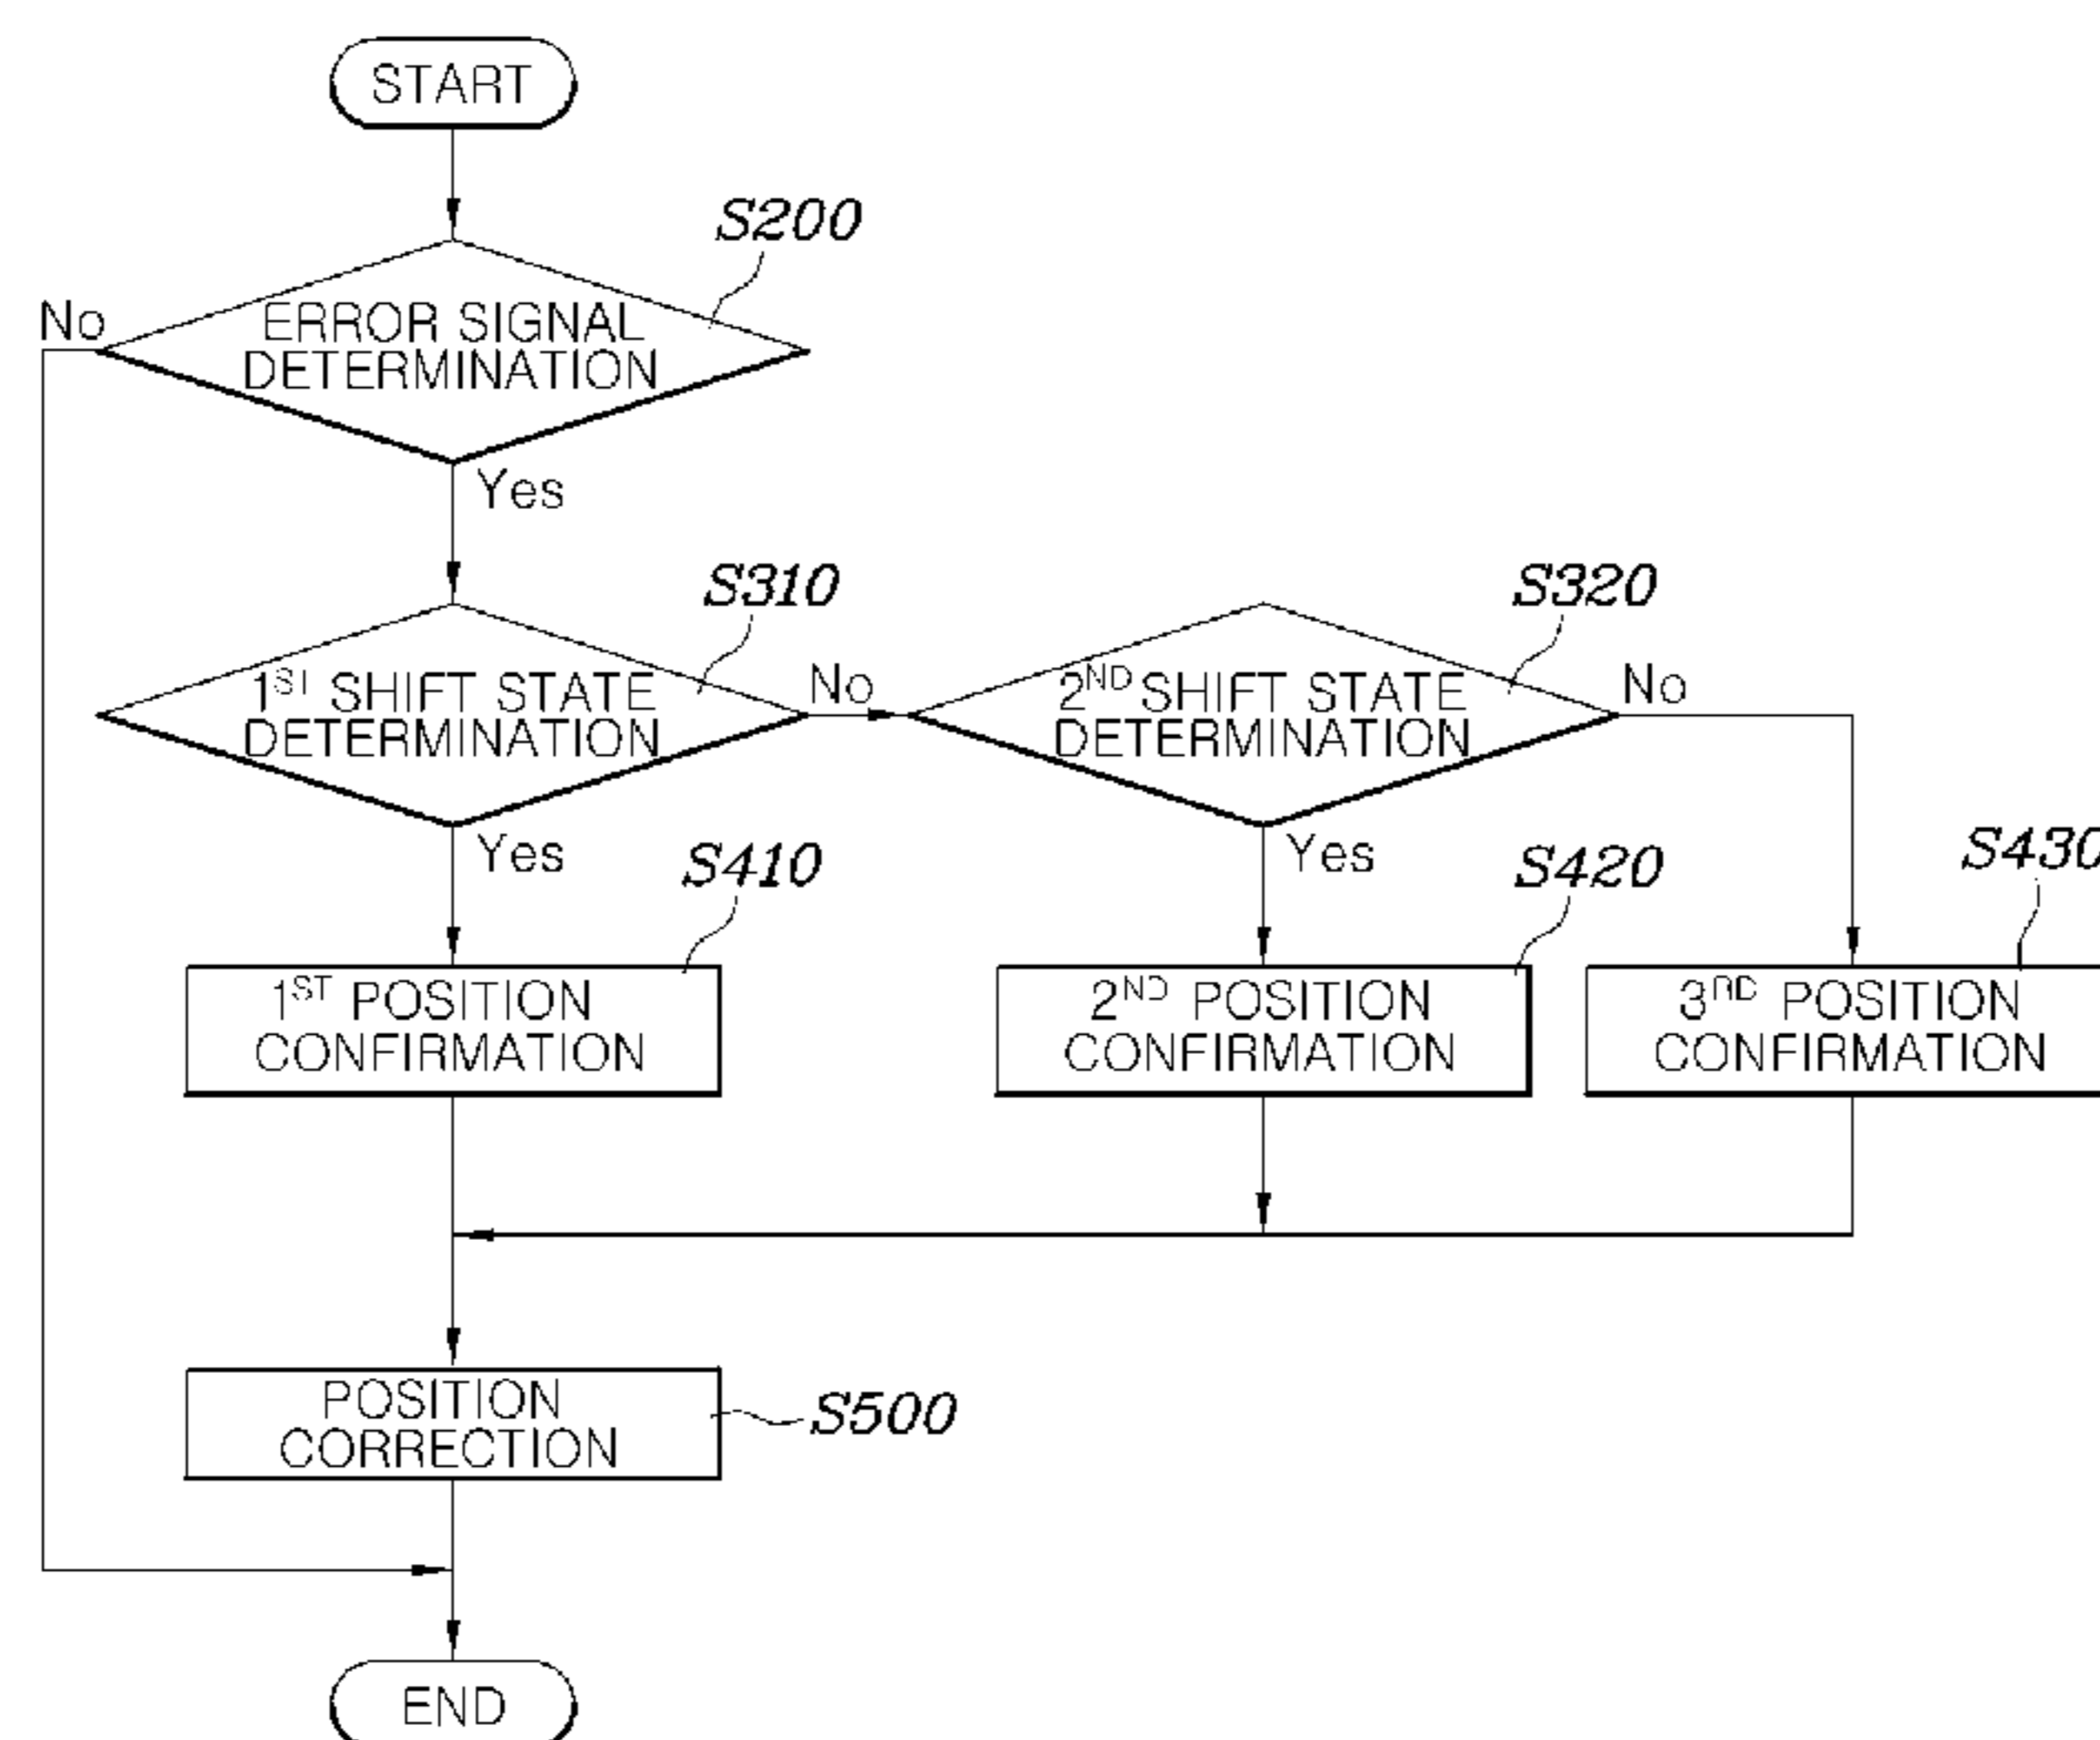 START
S200
No
ERROR SIGNAL
DETERMINATION
Yes
S310
S320
1ST SHIFT STATE
DETERMINATION
No
2ND SHIFT STATE
DETERMINATION
No
Yes
S410
Yes
S420
S430
1ST POSITION
CONFIRMATION
2ND POSITION
CONFIRMATION
3RD POSITION
CONFIRMATION
POSITION
CORRECTION
S500
END